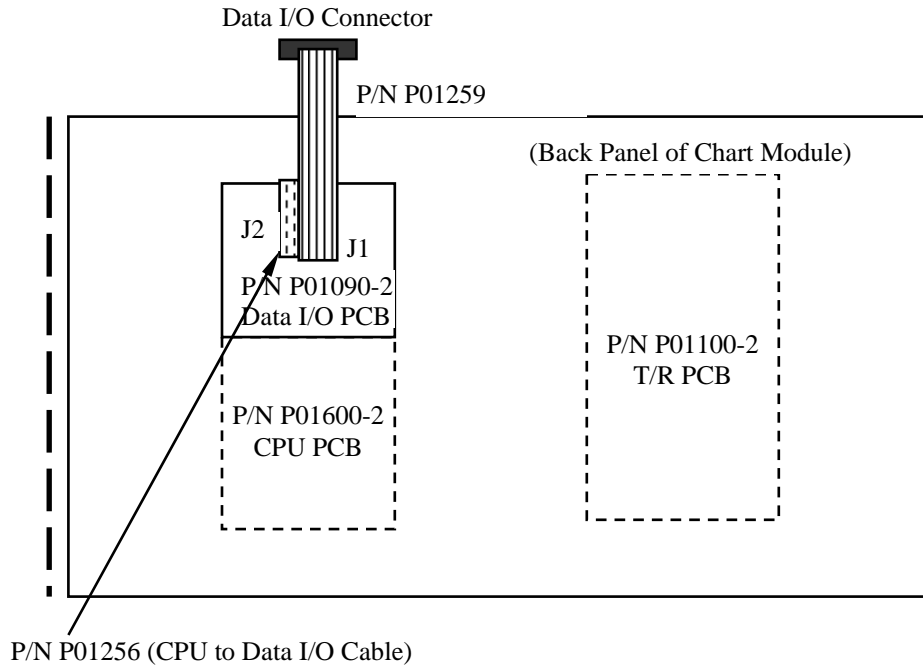 Data I/O Connector
P/N P01259
(Back Panel of Chart Module)
J2
J1
P/N P01090-2
Data I/O PCB
P/N P01100-2
T/R PCB
P/N P01600-2
CPU PCB
P/N P01256 (CPU to Data I/O Cable)